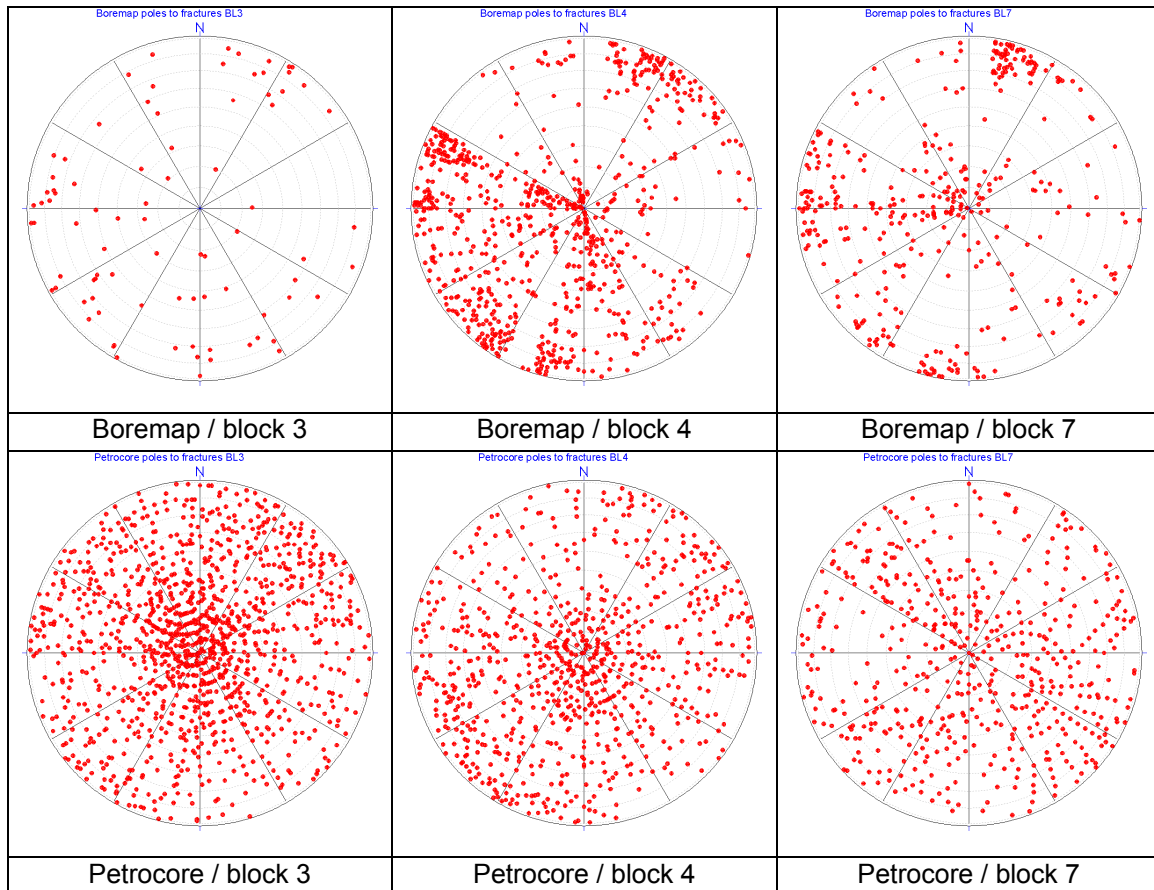 Boremap poles to fractures BL3
N
Boremap poles to fractures BL4
N
Boremap poles to fractures BL7
N
Boremap / block 3
Boremap / block 4
Boremap / block 7
Petrocore poles to fractures BL3
N
Petrocore poles to fractures BL4
N
Petrocore poles to fractures BL7
N
Petrocore / block 3
Petrocore / block 4
Petrocore / block 7